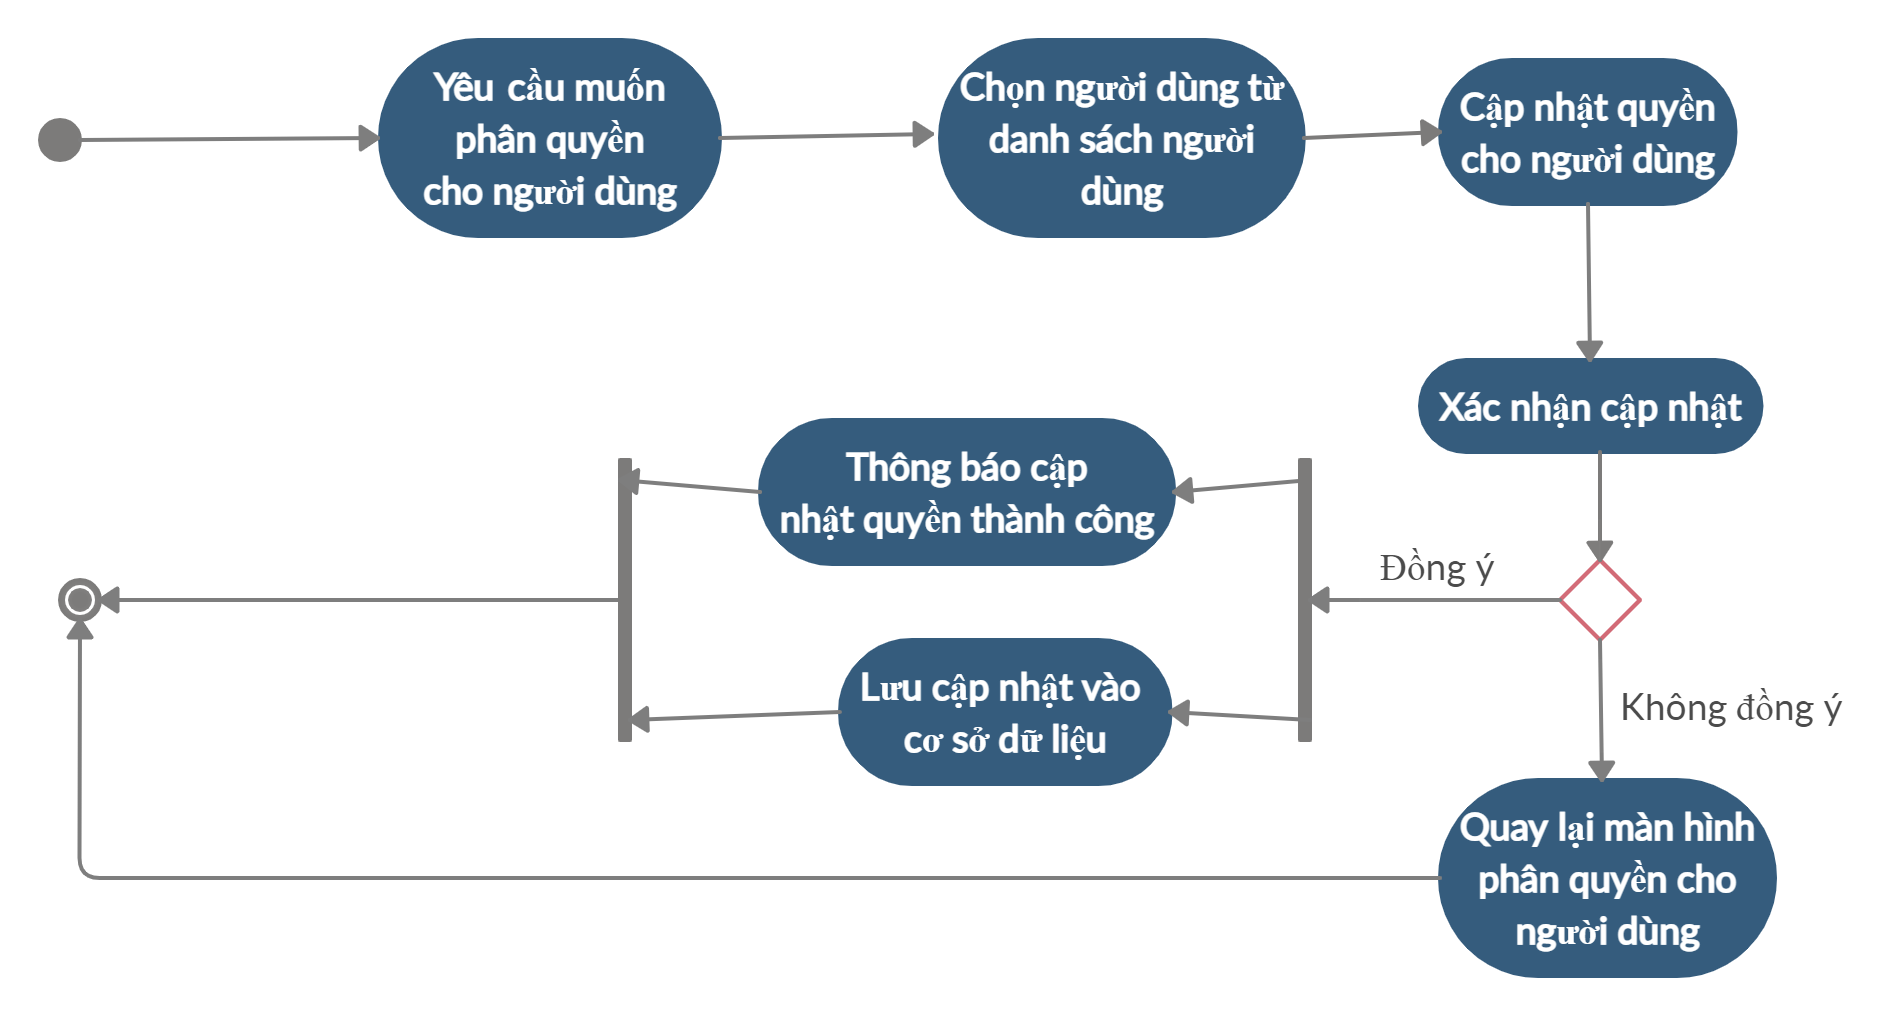 Yêu cầu muốn
phân quyền
cho người dùng
Chọn người dùng từ
danh sách người
dùng
Cập nhật quyền
cho người dùng
Xác nhận cập nhật
Thông báo cập
nhật quyền thành công
Đồng ý
Lưu cập nhật vào
cơ sở dữ liệu
Không đồng ý
Quay lại màn hình
phân quyền cho
người dùng